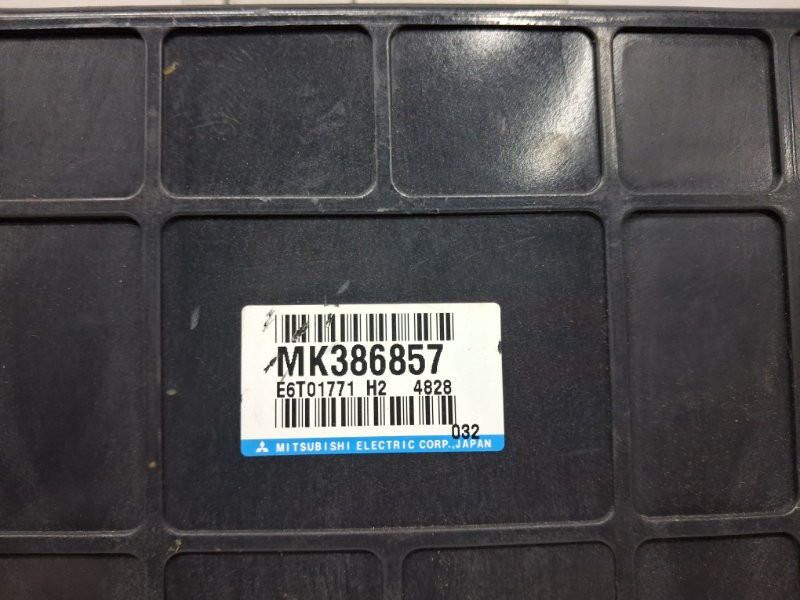 MK386857
E6T01771 H2 4828
032
MITSUBISHI ELECTRIC CORP.,JAPAN